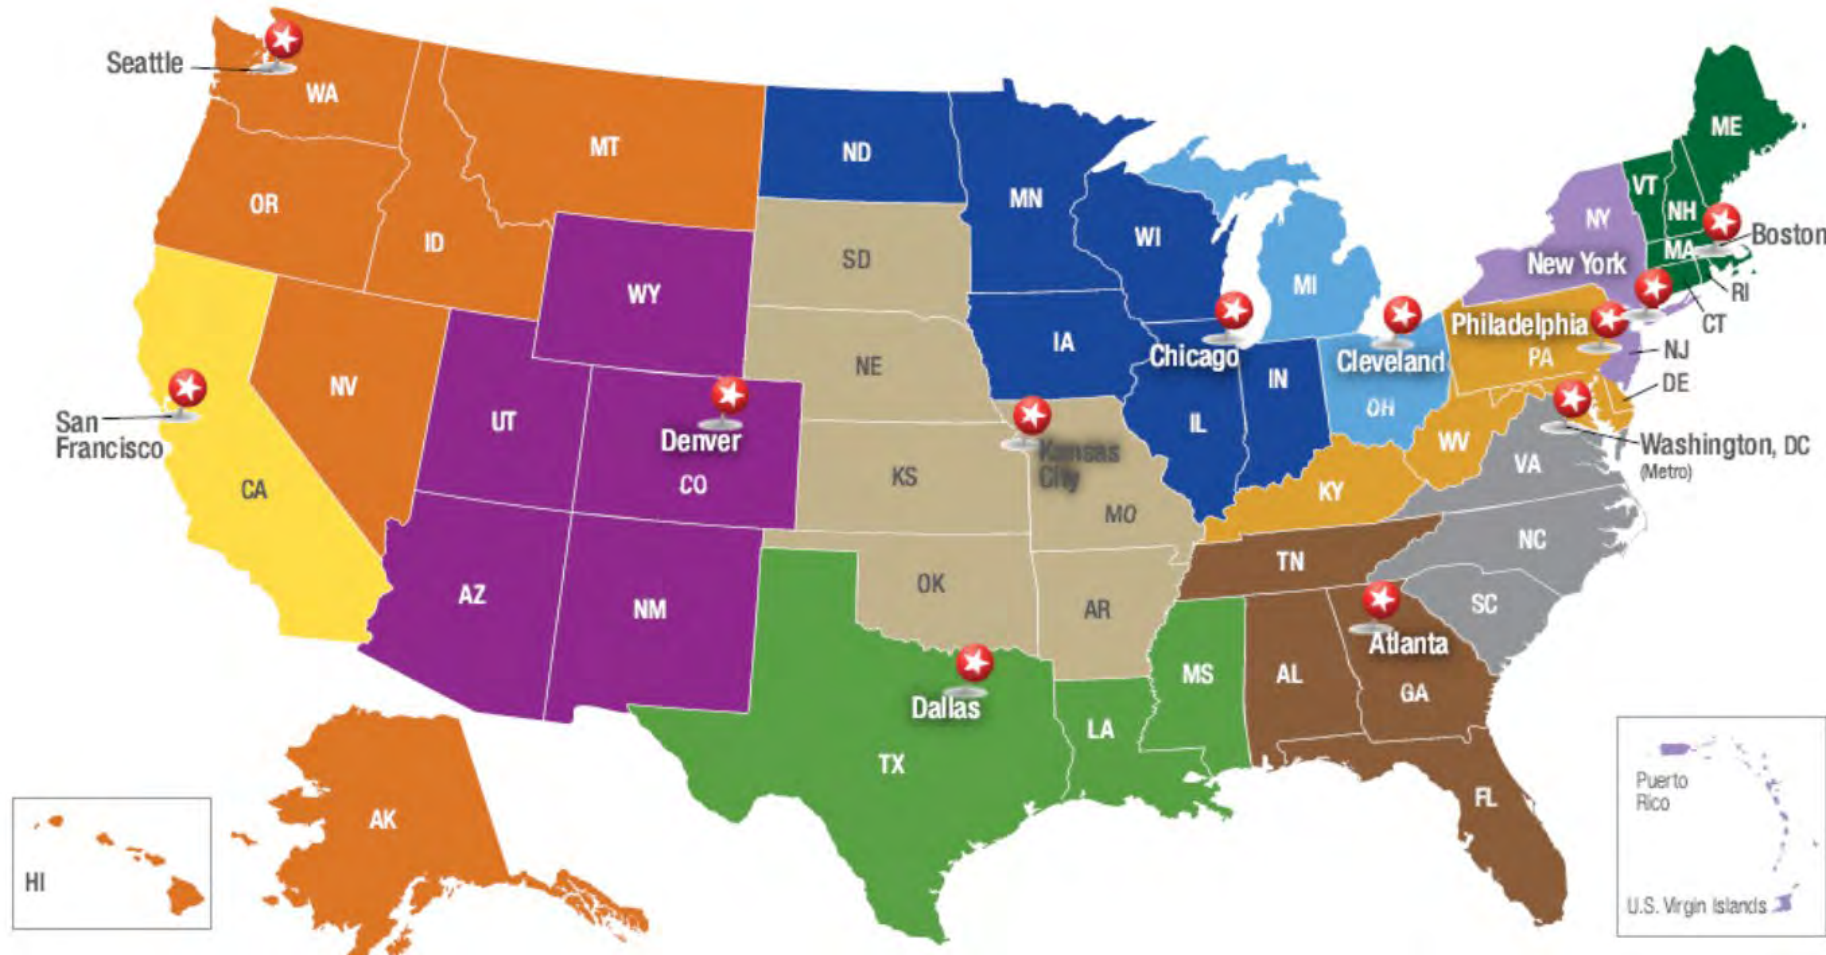 Seattle
WA
MT
ND
MN
ME
OR
ID
VT
NH
NY
WI
MA
Boston
New York
SD
WY
MI
RI
CT
Philadelphia
PA
NJ
DE
IA
Chicago
Cleveland
NE
NV
IN
OH
San
Francisco
UT
Denver
CO
IL
WV
Washington, DC
(Metro)
Kansas
City
VA
KS
KY
CA
MO
NC
TN
AZ
NM
OK
AR
SC
Atlanta
MS
AL
GA
Dallas
LA
TX
FL
Puerto
Rico
U.S. Virgin Islands
AK
HI